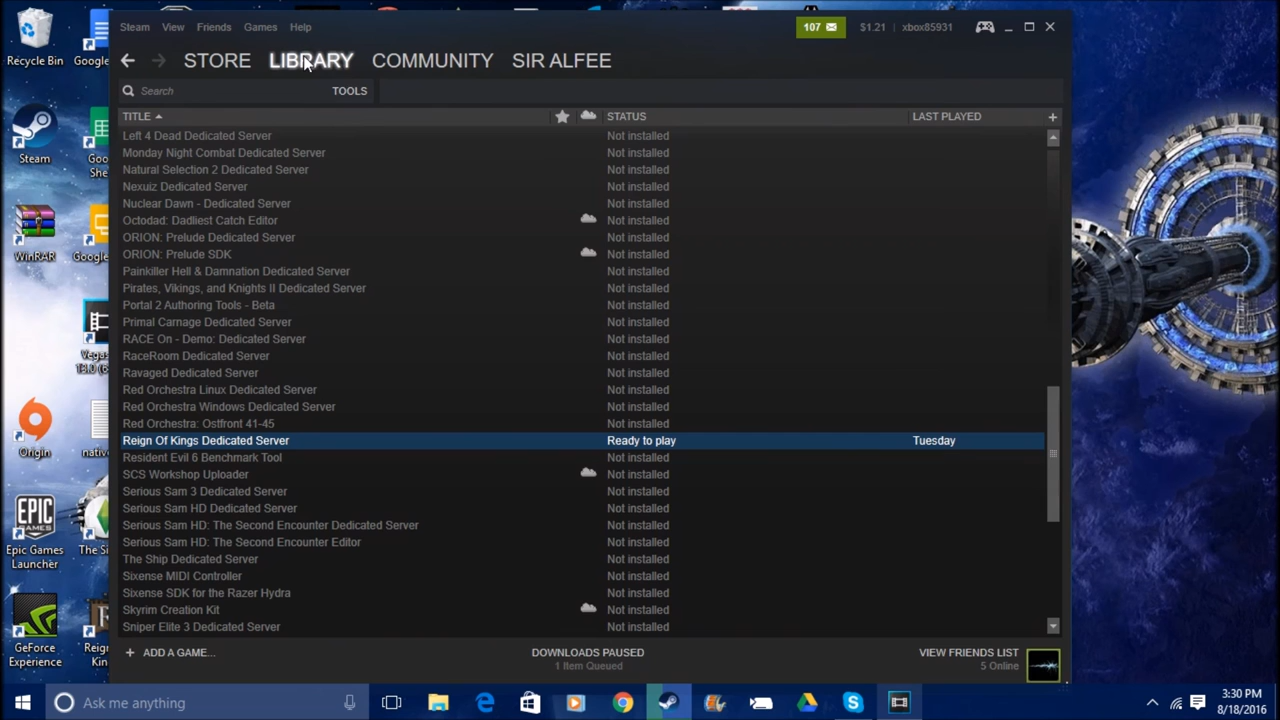 Steam View Friends Games Help 107 $1.21 xbox85931
STORE LIBRARY COMMUNITY SIR ALFEE
Search TOOLS
TITLE STATUS LAST PLAYED
Left 4 Dead Dedicated Server Not installed
Monday Night Combat Dedicated Server Not installed
Natural Selection 2 Dedicated Server Not installed
Nexuiz Dedicated Server Not installed
Nuclear Dawn - Dedicated Server Not installed
Octodad: Dadliest Catch Editor Not installed
ORION: Prelude Dedicated Server Not installed
ORION: Prelude SDK Not installed
Painkiller Hell & Damnation Dedicated Server Not installed
Pirates, Vikings, and Knights II Dedicated Server Not installed
Portal 2 Authoring Tools - Beta Not installed
Primal Carnage Dedicated Server Not installed
RACE On - Demo: Dedicated Server Not installed
RaceRoom Dedicated Server Not installed
Ravaged Dedicated Server Not installed
Red Orchestra Linux Dedicated Server Not installed
Red Orchestra Windows Dedicated Server Not installed
Red Orchestra: Ostfront 41-45 Not installed
Reign Of Kings Dedicated Server Ready to play Tuesday
Resident Evil 6 Benchmark Tool Not installed
SCS Workshop Uploader Not installed
Serious Sam 3 Dedicated Server Not installed
Serious Sam HD Dedicated Server Not installed
Serious Sam HD: The Second Encounter Dedicated Server Not installed
Serious Sam HD: The Second Encounter Editor Not installed
The Ship Dedicated Server Not installed
Sixense MIDI Controller Not installed
Sixense SDK for the Razer Hydra Not installed
Skyrim Creation Kit Not installed
Sniper Elite 3 Dedicated Server Not installed
+ ADD A GAME... DOWNLOADS PAUSED VIEW FRIENDS LIST
1 Item Queued 5 Online
Recycle Bin
Google
Steam
Goo
She
WinRAR
Google
Vegas
13.0 (6
Origin
native
EPIC
GAMES
Epic Games
Launcher
The Si
GeForce
Experience
Reign
Kin
Ask me anything
3:30 PM
8/18/2016